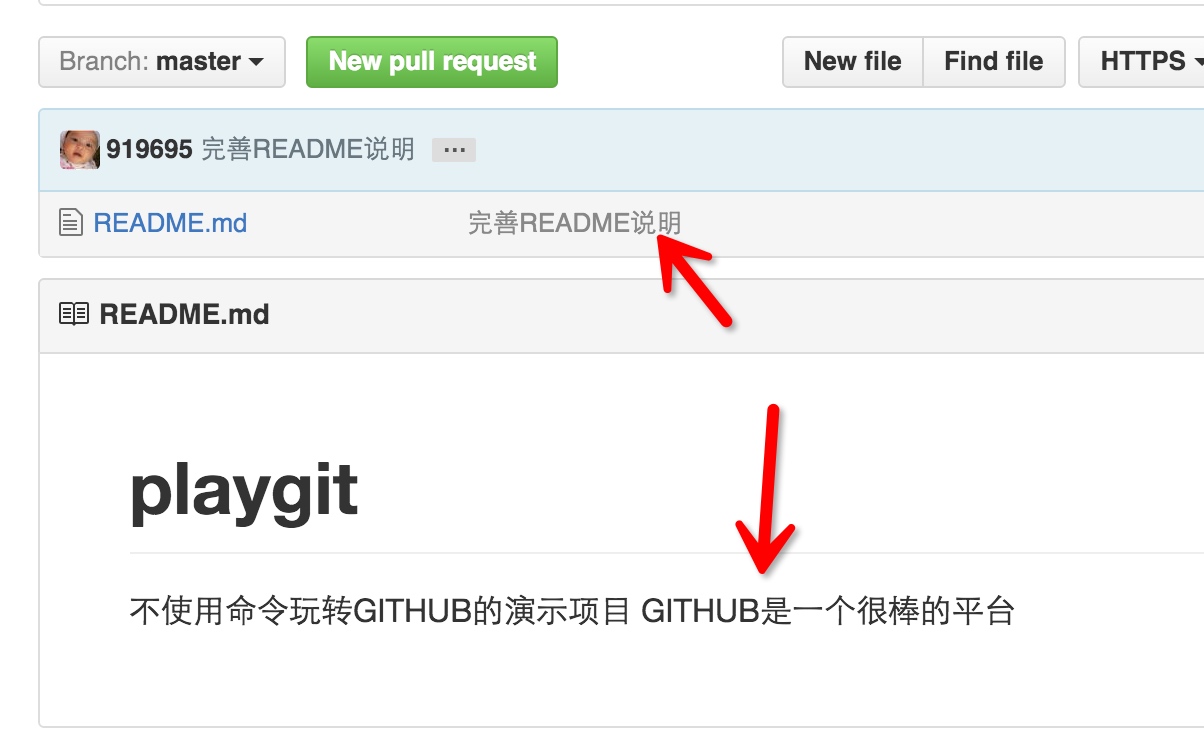 Branch: master New pull request New file Find file HTTPS
919695 完善README说明 ...
README.md 完善README说明
README.md
playgit
不使用命令玩转GITHUB的演示项目 GITHUB是一个很棒的平台